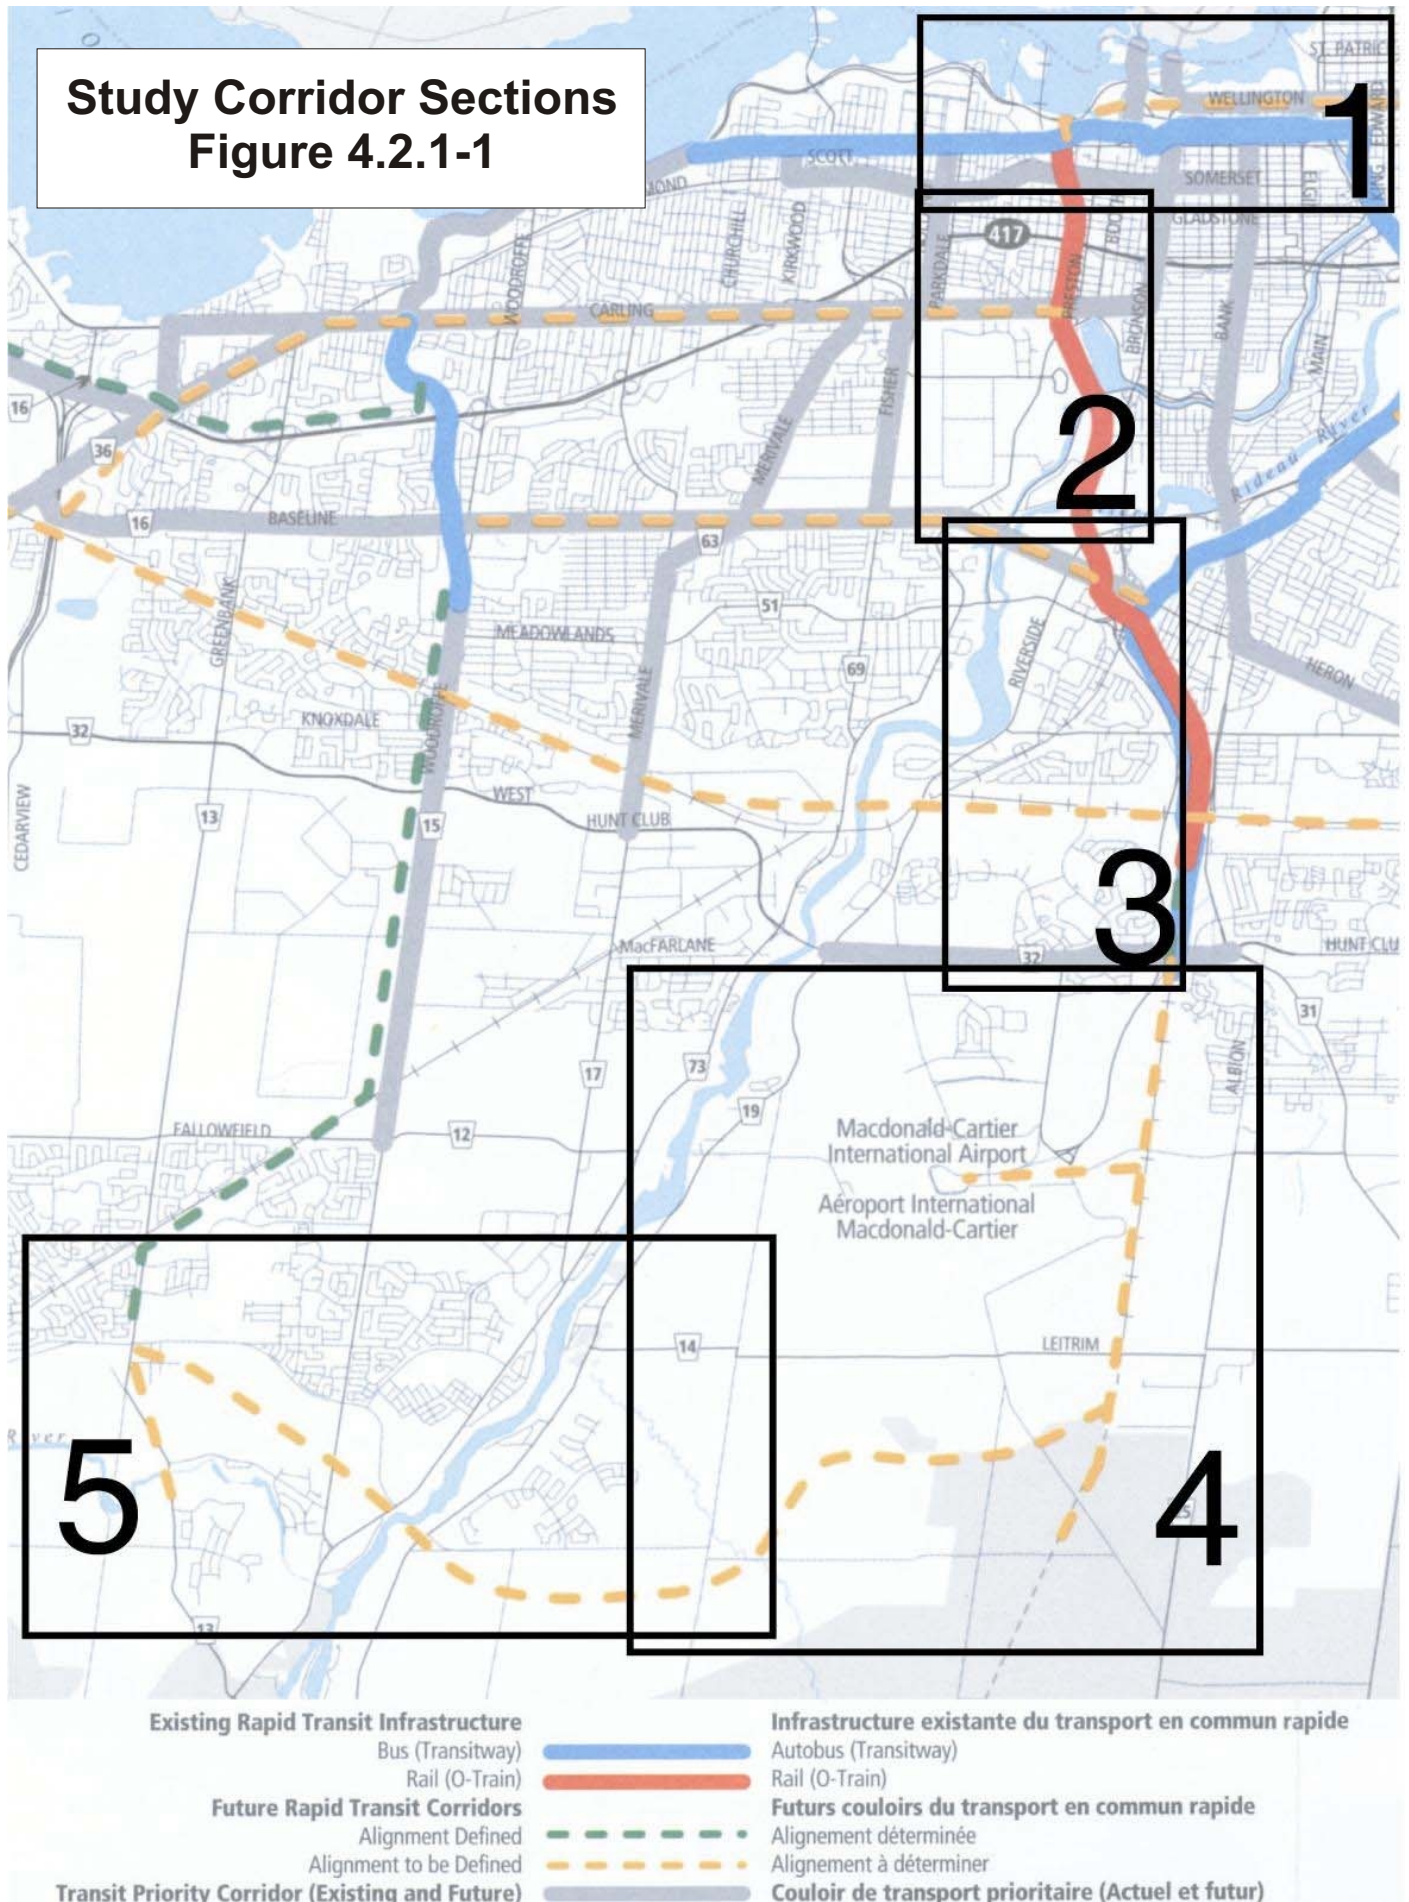 Study Corridor Sections
Figure 4.2.1-1
ST. PATRIC
WELLINGTON
1
KING EDWARD
SCOTT
MOND
SOMERSET
ELGI
GLADSTONE
CHURCHILL
KIRKWOOD
WOODROFFE
417
PARKDALE
BOOTH
PRESTON
CARLING
BRONSON
BANK
MAIN
16
FISHER
MERIVALE
2
36
Rideau River
16
BASELINE
63
51
GREENBANK
MEADOWLANDS
RIVERSIDE
69
HERON
KNOXDALE
WOODROFFE
MERIVALE
32
CEDARVIEW
WEST
13
15
HUNT CLUB
3
MacFARLANE
32
HUNT CLU
31
17
73
ALBION
19
FALLOWFIELD
12
Macdonald-Cartier
International Airport
Aéroport International
Macdonald-Cartier
14
LEITRIM
River
5
4
13
Existing Rapid Transit Infrastructure
Infrastructure existante du transport en commun rapide
Bus (Transitway)
Autobus (Transitway)
Rail (O-Train)
Rail (O-Train)
Future Rapid Transit Corridors
Futurs couloirs du transport en commun rapide
Alignment Defined
Alignement déterminée
Alignment to be Defined
Alignement à déterminer
Transit Priority Corridor (Existing and Future)
Couloir de transport prioritaire (Actuel et futur)